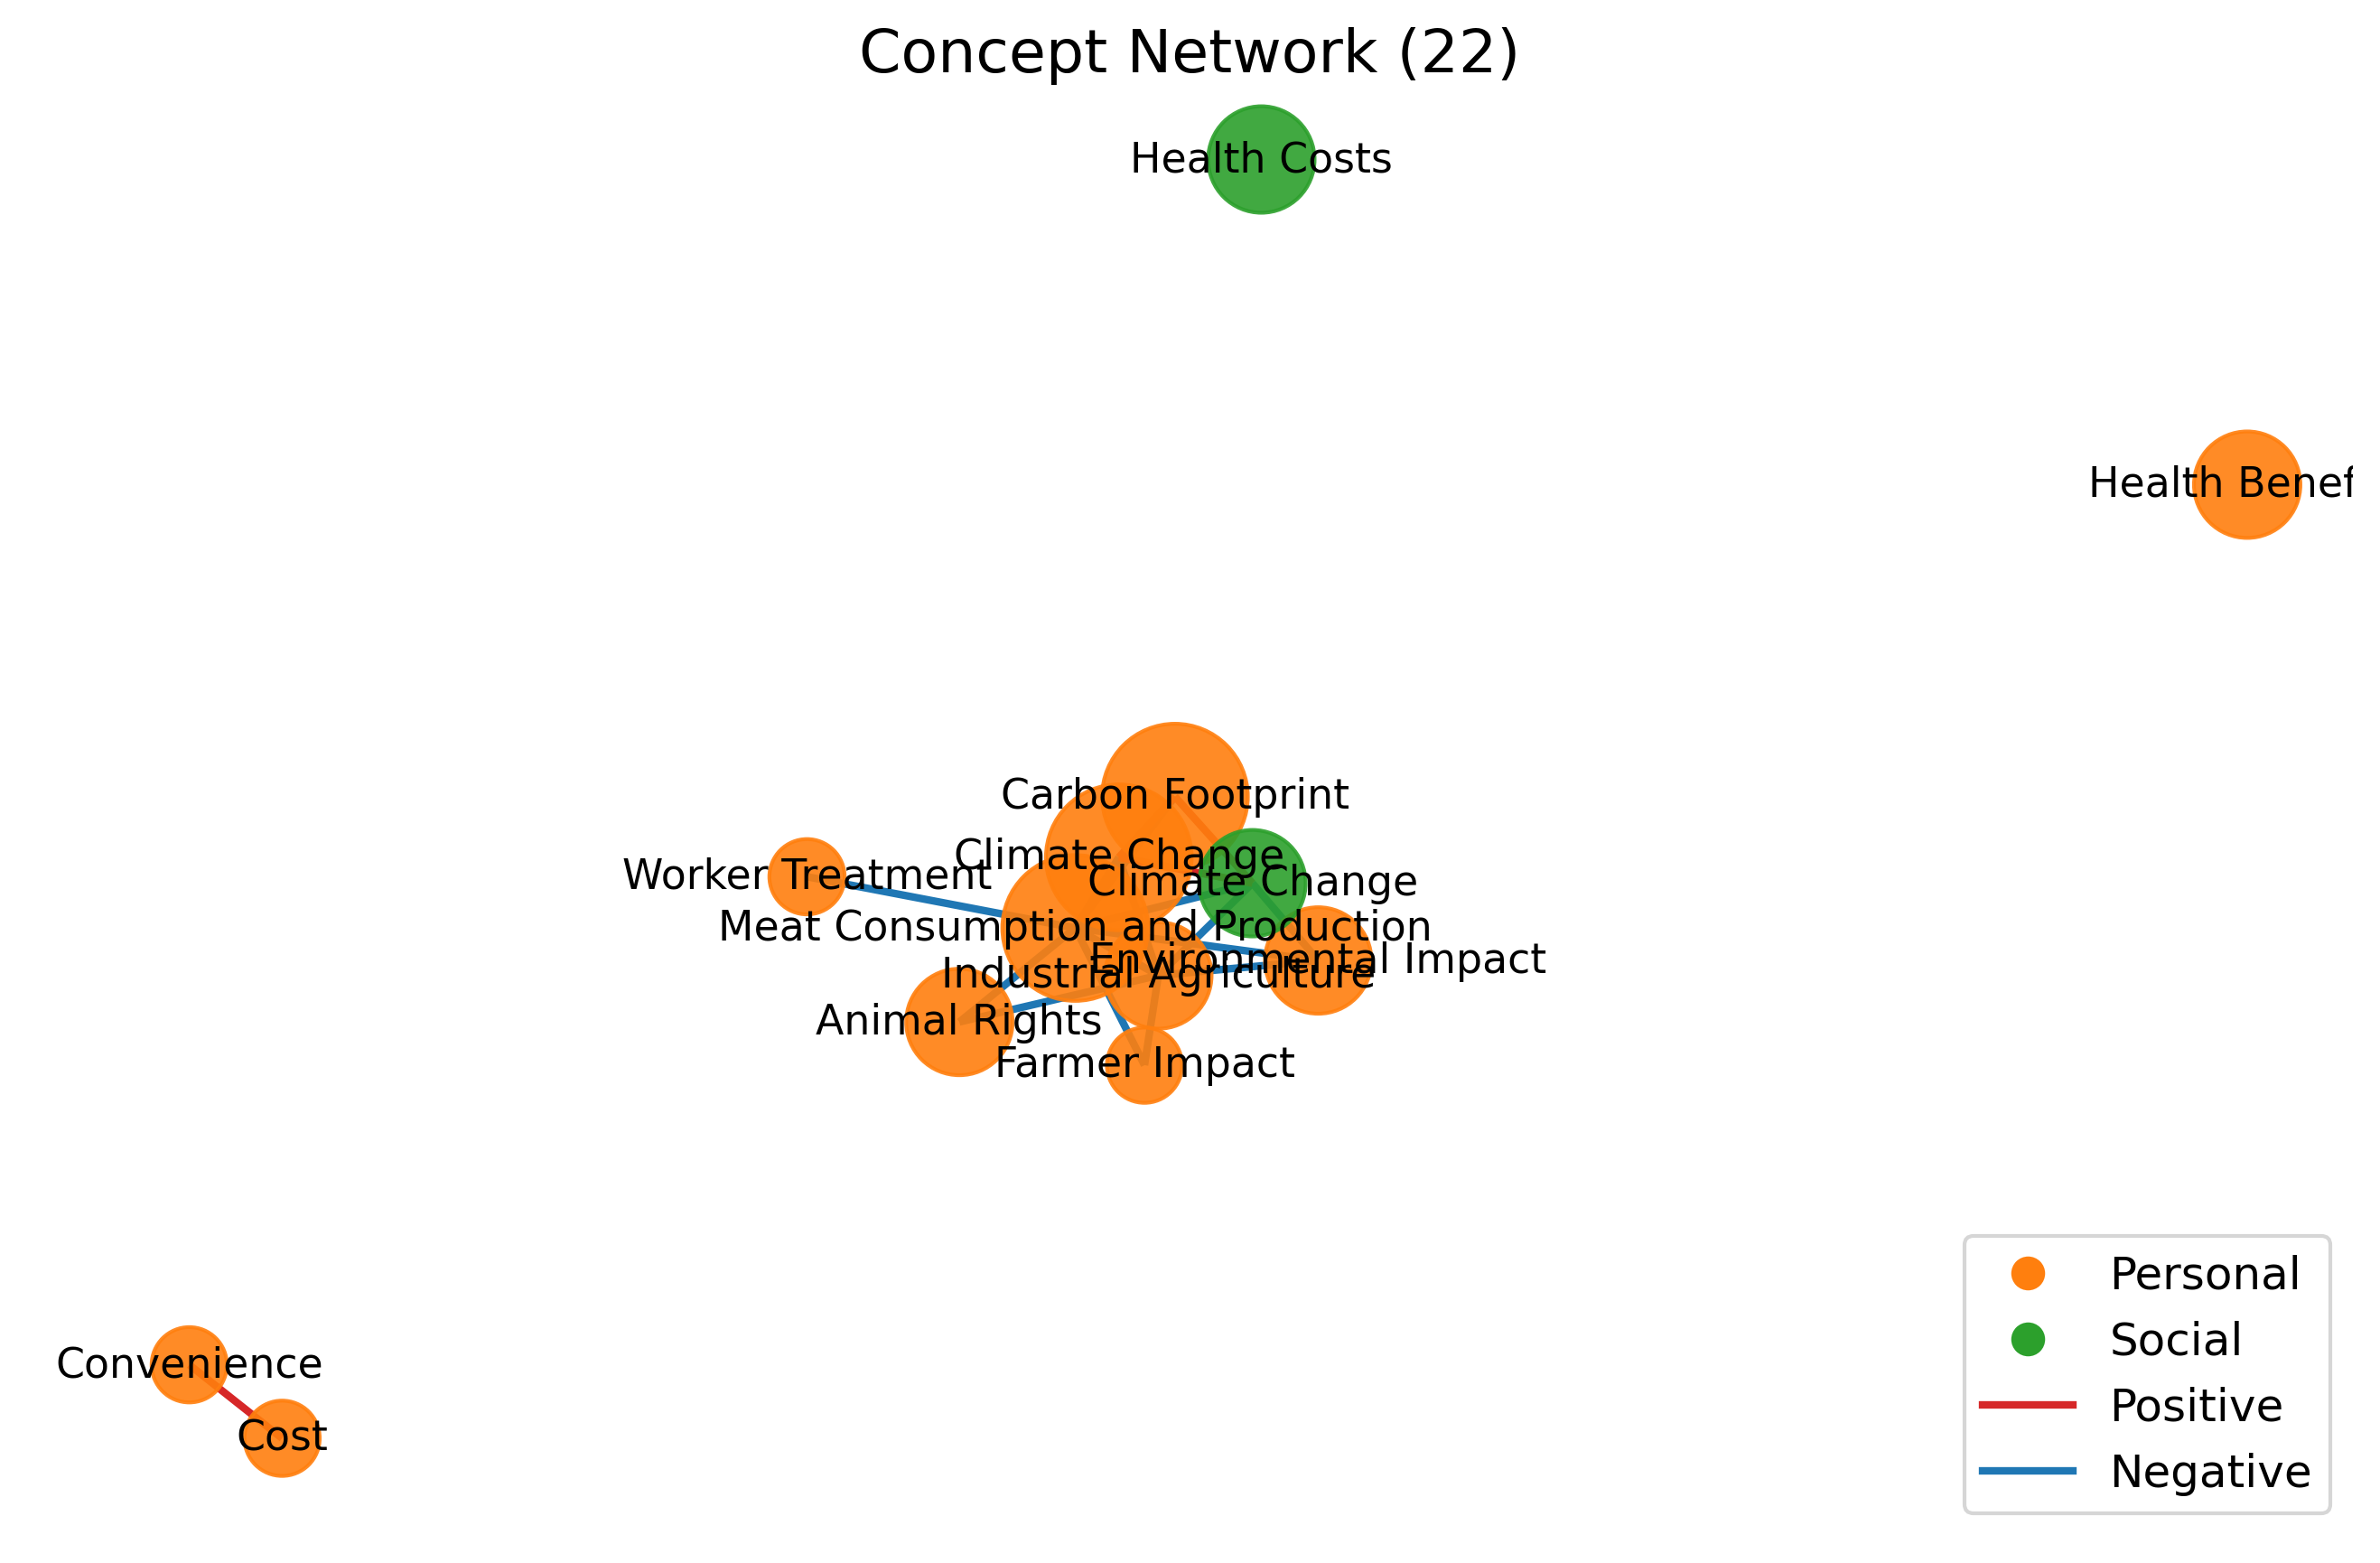 Concept Network (22)
Health Costs
Health Benef
Carbon Footprint
Climate Change
Worker Treatment
Climate Change
Meat Consumption and Production
Environmental Impact
Industrial Agriculture
Animal Rights
Farmer Impact
Convenience
Cost
Personal
Social
Positive
Negative